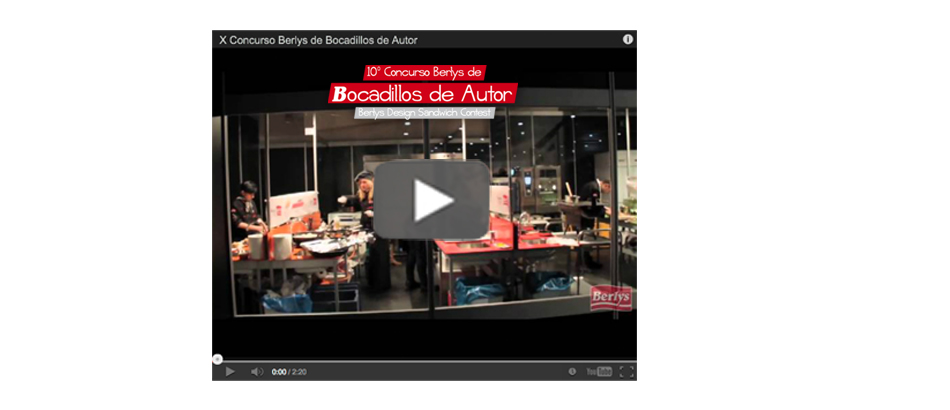 X Concurso Berlys de Bocadillos de Autor
10º Concurso Berlys de
Bocadillos de Autor
Berlys Design Sandwich Contest
Berlys
0:00 / 2:20
YouTube